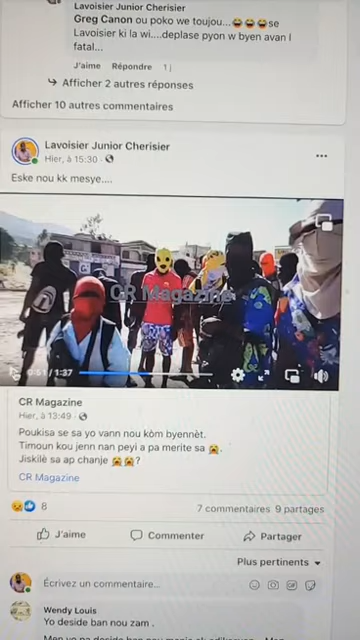 Lavoisier Junior Cherisier
Greg Canon ou poko we toujou...😂😂😂se
Lavoisier ki la wi....deplase pyon w byen avan l
fatal...
J'aime Répondre 1 j
Afficher 2 autres réponses
Afficher 10 autres commentaires
Lavoisier Junior Cherisier
Hier, à 15:30
Eske nou kk mesye....
CR Magazine
0:51 / 1:37
CR Magazine
Hier, à 13:49
Poukisa se sa yo vann nou kòm byennèt.
Timoun kou jenn nan peyi a pa merite sa 😭.
Jiskilè sa ap chanje 😭😭?
CR Magazine
8
7 commentaires 9 partages
J'aime
Commenter
Partager
Plus pertinents
Écrivez un commentaire...
Wendy Louis
Yo deside ban nou zam .